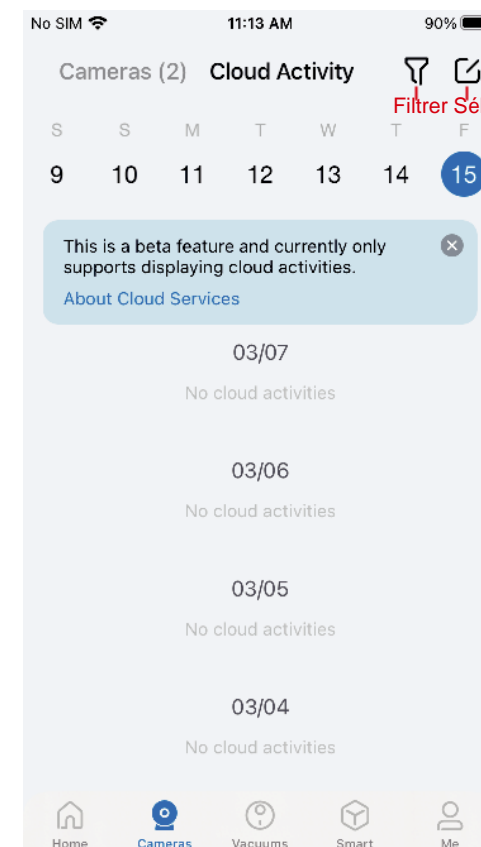 No SIM 11:13 AM 90%
Cameras (2) Cloud Activity
Filtrer Sél
S S M T W T F
9 10 11 12 13 14 15
This is a beta feature and currently only
supports displaying cloud activities.
About Cloud Services
03/07
No cloud activities
03/06
No cloud activities
03/05
No cloud activities
03/04
No cloud activities
Home Cameras Vacuums Smart Me